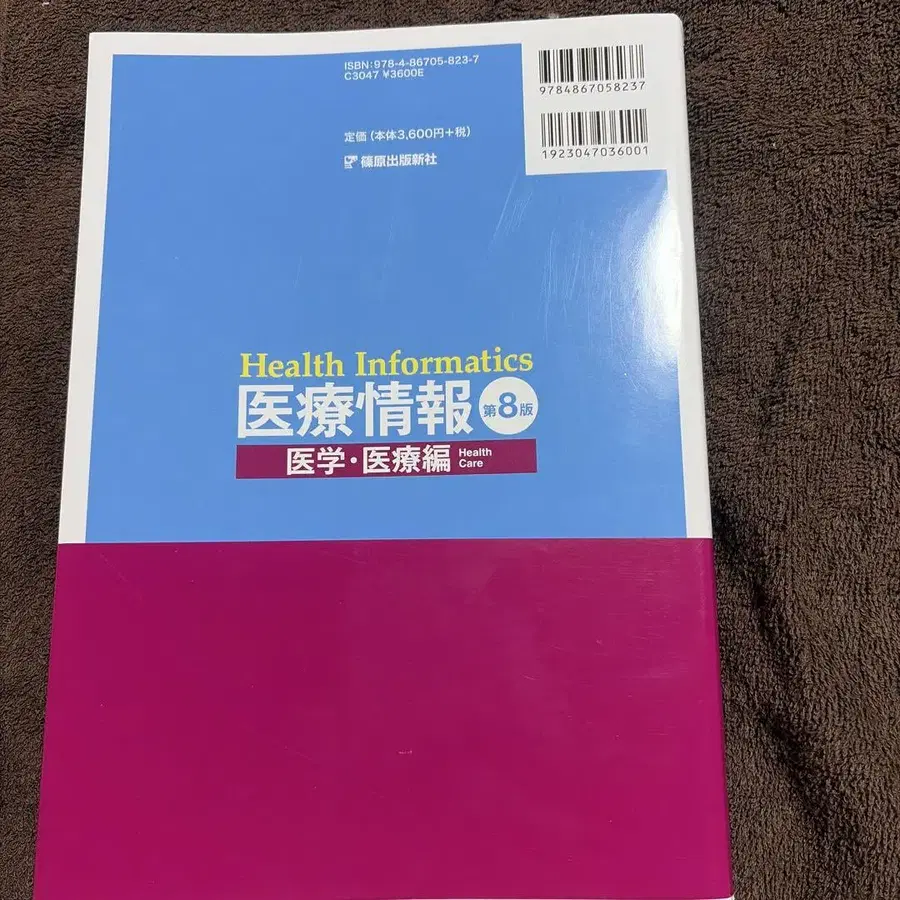 ISBN:978-4-86705-823-7
C3047 ¥3600E
9784867058237
定価(本体3,600円+税)
1923047036001
篠原出版新社
Health Informatics
医療情報 第8版
医学・医療編 Health Care